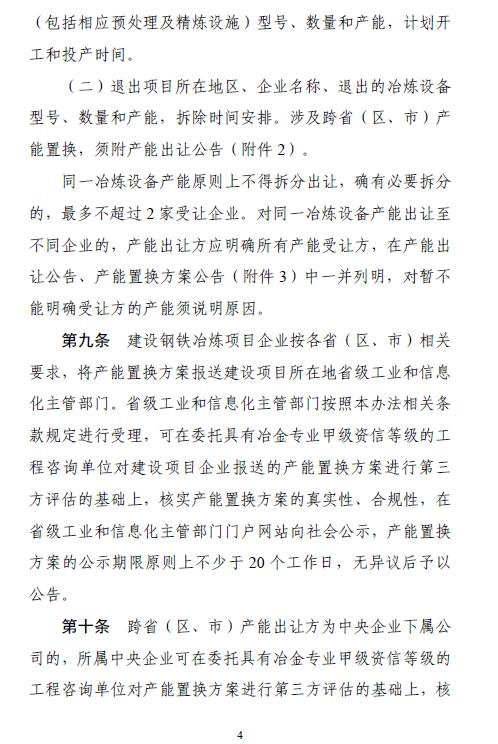 （包括相应预处理及精炼设施）型号、数量和产能，计划开
工和投产时间。
（二）退出项目所在地区、企业名称、退出的冶炼设备
型号、数量和产能，拆除时间安排。涉及跨省（区、市）产
能置换，须附产能出让公告（附件 2）。
同一冶炼设备产能原则上不得拆分出让，确有必要拆分
的，最多不超过 2 家受让企业。对同一冶炼设备产能出让至
不同企业的，产能出让方应明确所有产能受让方，在产能出
让公告、产能置换方案公告（附件 3）中一并列明，对暂不
能明确受让方的产能须说明原因。
第九条 建设钢铁冶炼项目企业按各省（区、市）相关
要求，将产能置换方案报送建设项目所在地省级工业和信息
化主管部门。省级工业和信息化主管部门按照本办法相关条
款规定进行受理，可在委托具有冶金专业甲级资信等级的工
程咨询单位对建设项目企业报送的产能置换方案进行第三
方评估的基础上，核实产能置换方案的真实性、合规性，在
省级工业和信息化主管部门门户网站向社会公示，产能置换
方案的公示期限原则上不少于 20 个工作日，无异议后予以
公告。
第十条 跨省（区、市）产能出让方为中央企业下属公
司的，所属中央企业可在委托具有冶金专业甲级资信等级的
工程咨询单位对产能置换方案进行第三方评估的基础上，核
4